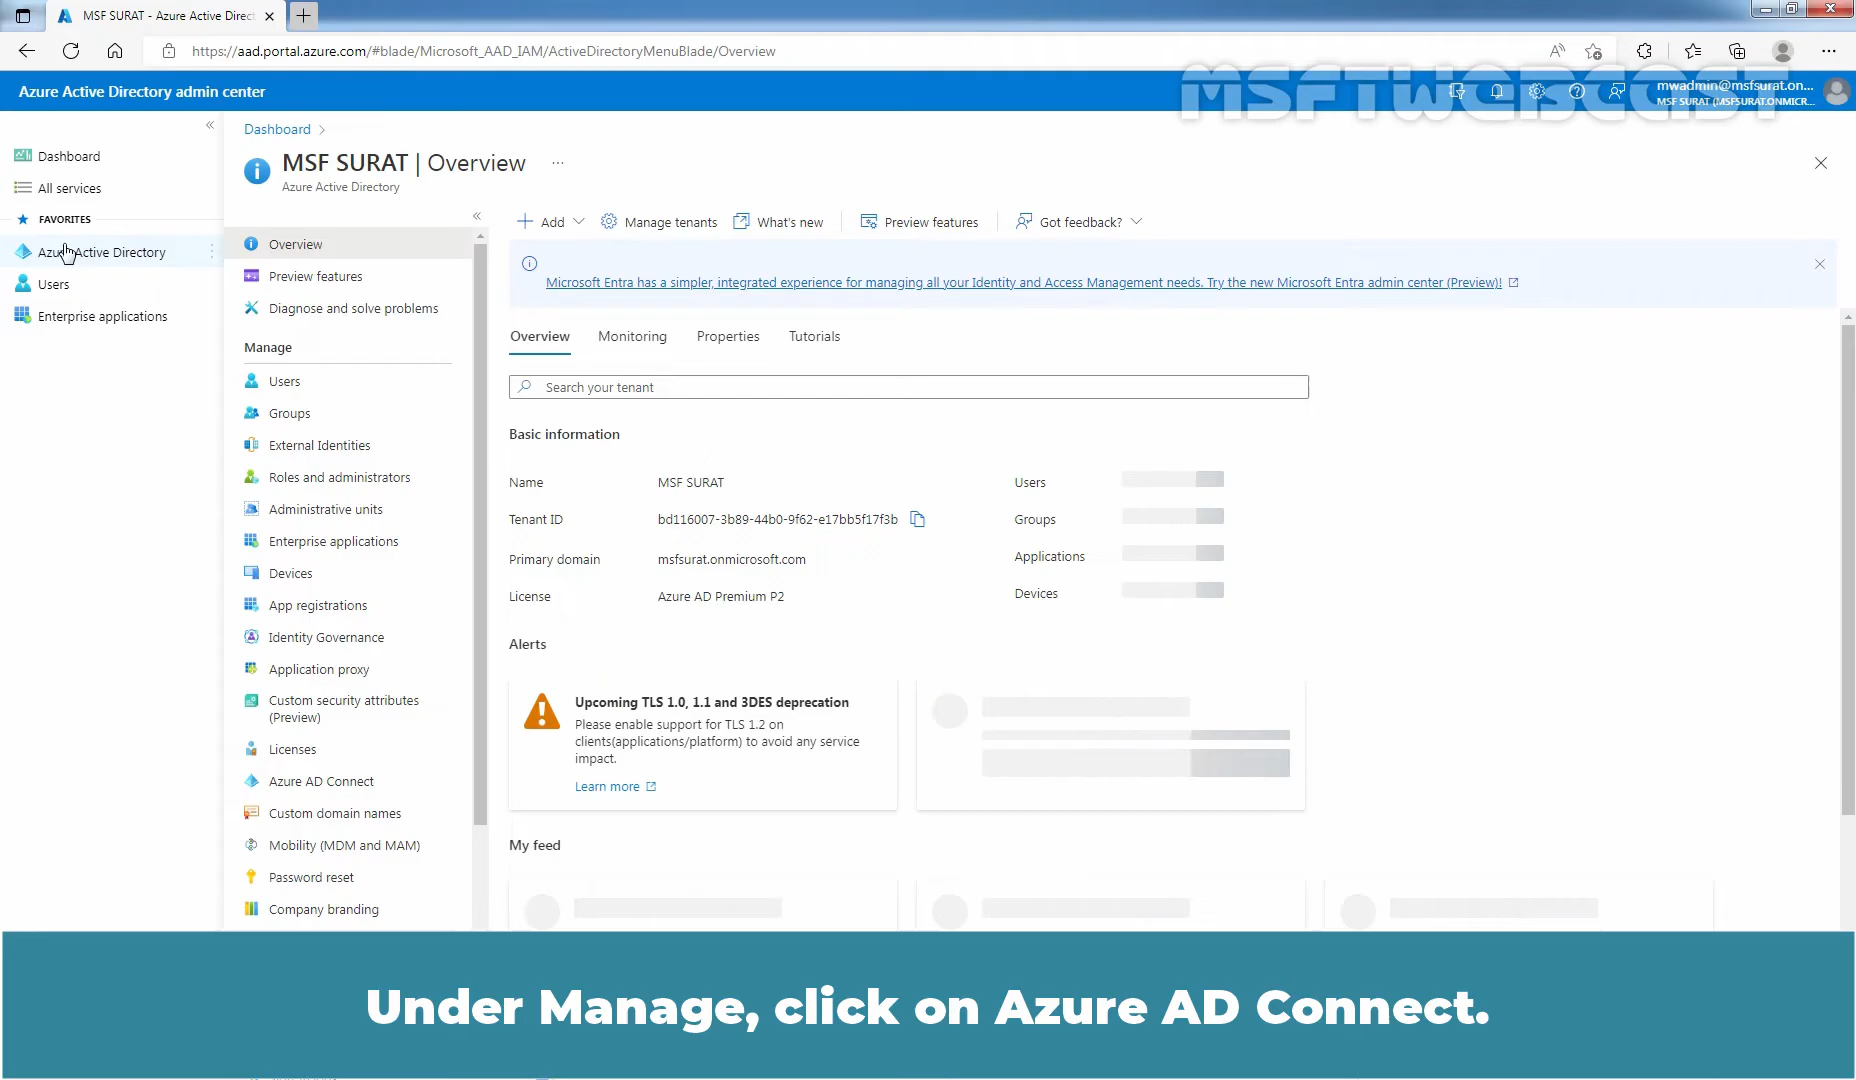 MSF SURAT - Azure Active Direct
https://aad.portal.azure.com/#blade/Microsoft_AAD_IAM/ActiveDirectoryMenuBlade/Overview
Azure Active Directory admin center
MSFTWEBCAST
mwadmin@msfsurat.on...
MSF SURAT (MSFSURAT.ONMICR...
Dashboard
All services
FAVORITES
Azure Active Directory
Users
Enterprise applications
Dashboard >
MSF SURAT | Overview ...
Azure Active Directory
Overview
Preview features
Diagnose and solve problems
Manage
Users
Groups
External Identities
Roles and administrators
Administrative units
Enterprise applications
Devices
App registrations
Identity Governance
Application proxy
Custom security attributes
(Preview)
Licenses
Azure AD Connect
Custom domain names
Mobility (MDM and MAM)
Password reset
Company branding
Add
Manage tenants
What's new
Preview features
Got feedback?
Microsoft Entra has a simpler, integrated experience for managing all your Identity and Access Management needs. Try the new Microsoft Entra admin center (Preview)!
Overview
Monitoring
Properties
Tutorials
Search your tenant
Basic information
Name MSF SURAT
Tenant ID bd116007-3b89-44b0-9f62-e17bb5f17f3b
Primary domain msfsurat.onmicrosoft.com
License Azure AD Premium P2
Users
Groups
Applications
Devices
Alerts
Upcoming TLS 1.0, 1.1 and 3DES deprecation
Please enable support for TLS 1.2 on
clients(applications/platform) to avoid any service
impact.
Learn more
My feed
Under Manage, click on Azure AD Connect.